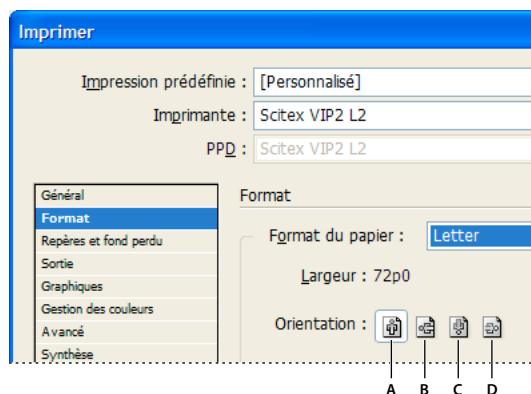 Imprimer
Impression prédéfinie : [Personnalisé]
Imprimante : Scitex VIP2 L2
PPD : Scitex VIP2 L2
Général
Format
Repères et fond perdu
Sortie
Graphiques
Gestion des couleurs
Avancé
Synthèse
Format
Format du papier : Letter
Largeur : 72p0
Orientation :
A B C D